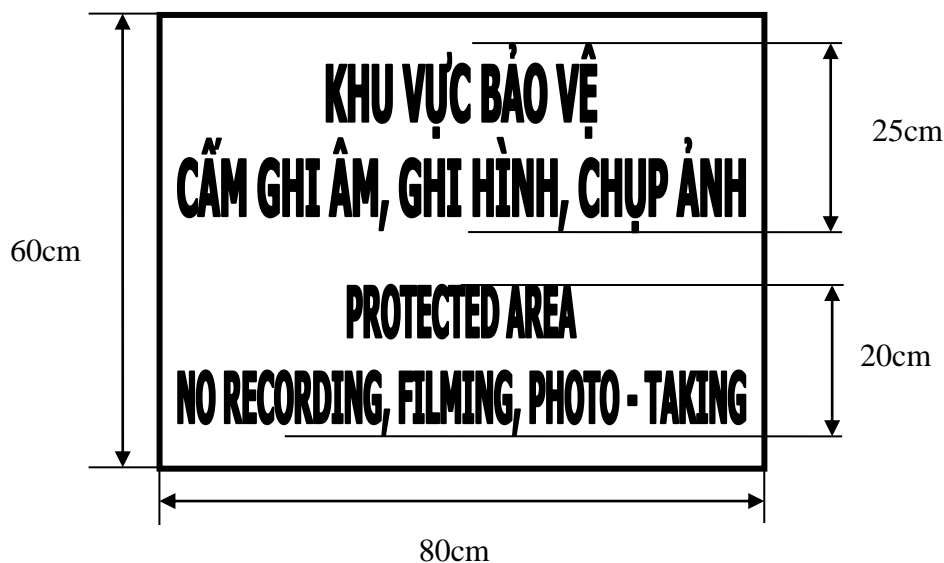 KHU VỰC BẢO VỆ
CẤM GHI ÂM, GHI HÌNH, CHỤP ẢNH
25cm
60cm
PROTECTED AREA
NO RECORDING, FILMING, PHOTO - TAKING
20cm
80cm